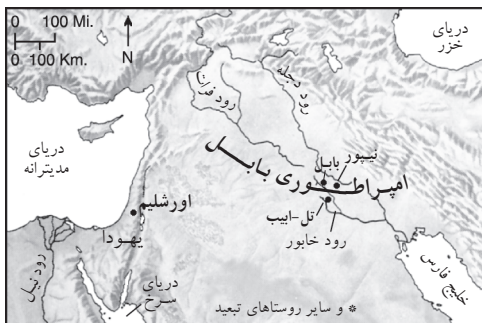 0 100 Mi.
0 100 Km.
N
دریای
خزر
رود دجله
رود فرات
دریای
مدیترانه
امپراطوری بابل
بابل
نیپور
تل-ابیب
رود خابور
اورشلیم
یهودا
رود نیل
دریای
سرخ
خلیج فارس
* و سایر روستاهای تبعید